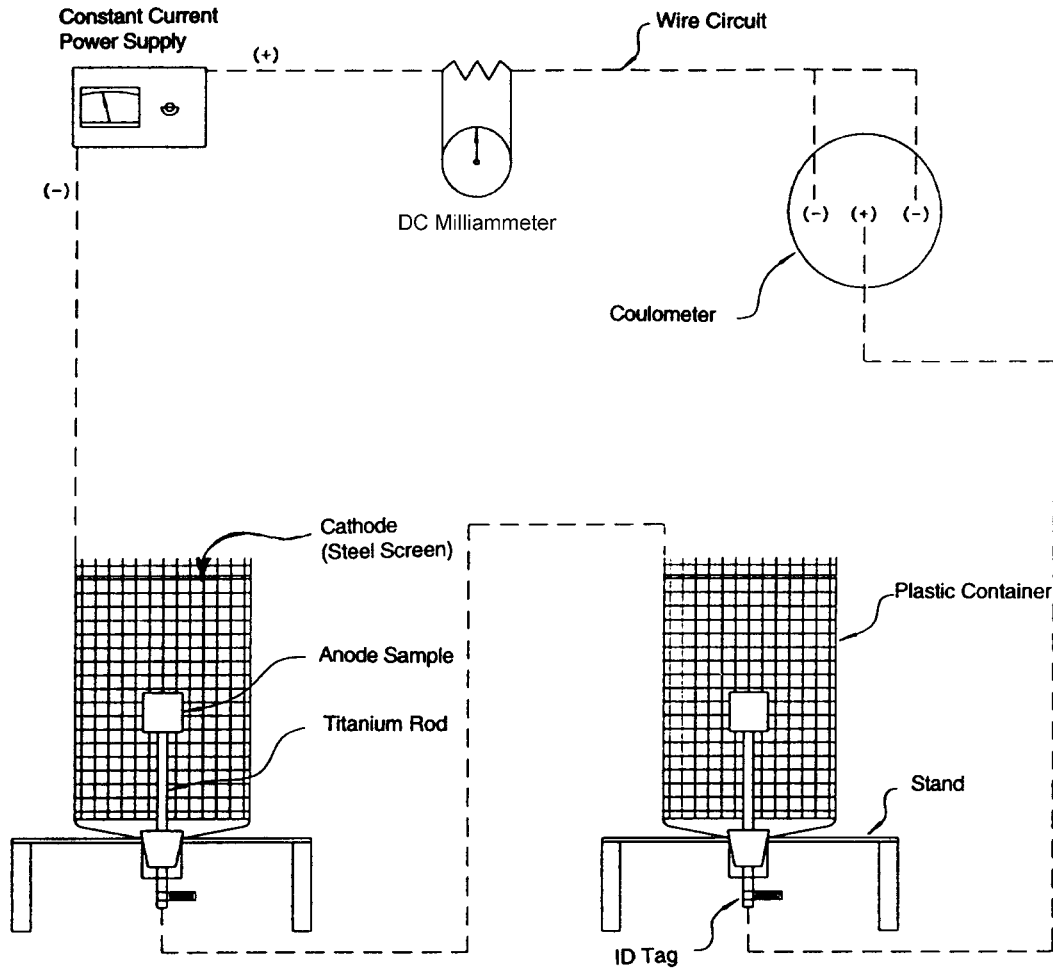 Constant Current
Power Supply
(+)
Wire Circuit
(-)
(-) (+) (-)
DC Milliammeter
Coulometer
Cathode
(Steel Screen)
Plastic Container
Anode Sample
Titanium Rod
Stand
ID Tag